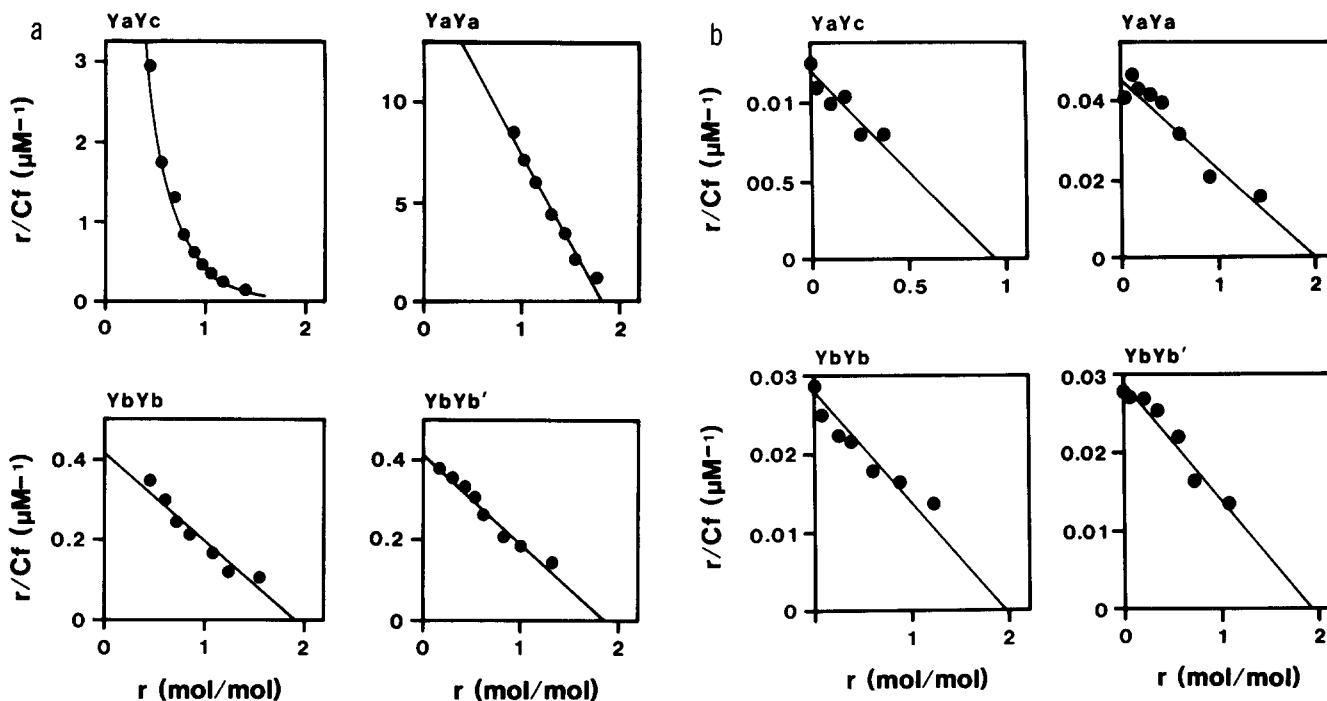 a
YaYc
r/Cf (µM⁻¹)
3
2
1
0
0 1 2
YaYa
10
5
0
0 1 2
YbYb
r/Cf (µM⁻¹)
0.4
0.2
0
0 1 2
r (mol/mol)
YbYb′
0.4
0.2
0
0 1 2
r (mol/mol)
b
YaYc
r/Cf (µM⁻¹)
0.01
00.5
0
0 0.5 1
YaYa
0.04
0.02
0
0 1 2
YbYb
r/Cf (µM⁻¹)
0.03
0.02
0.01
0
1 2
r (mol/mol)
YbYb′
0.03
0.02
0.01
0
0 1 2
r (mol/mol)